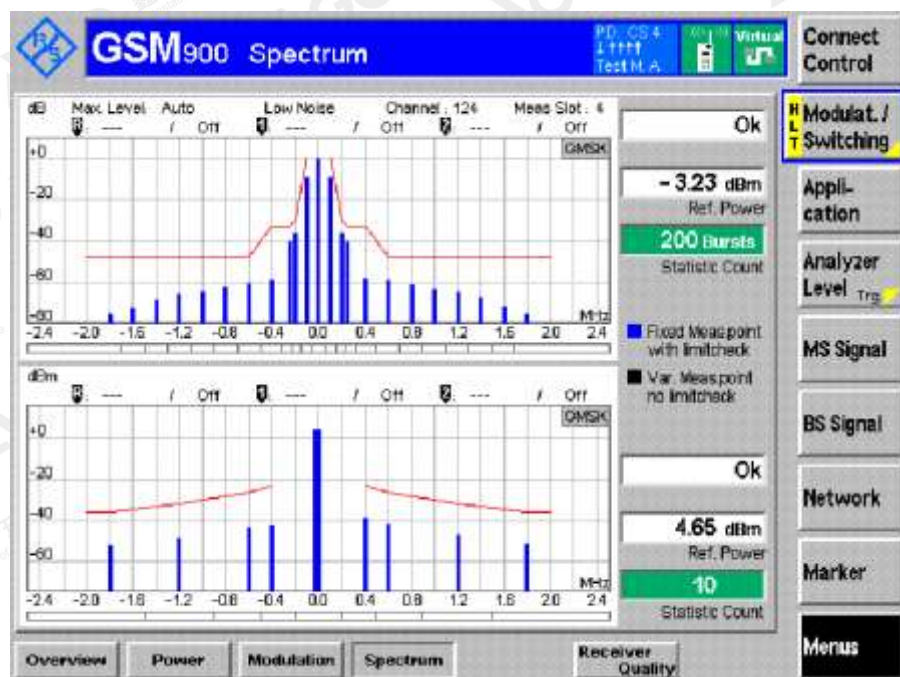 GSM900 Spectrum
PD. CS4
Test M. A
Virtual
Connect
Control
dB Max. Level Auto Low Noise Channel : 124 Meas Slot : 4
--- / Off --- / Off --- / Off
GMSK
+0
-20
-40
-60
-80
MHz
-2.4 -2.0 -1.6 -1.2 -0.8 -0.4 0.0 0.4 0.8 1.2 1.6 2.0 2.4
Ok
- 3.23 dBm
Ref. Power
200 Bursts
Statistic Count
Fixed Meas.point
with limitcheck
Var. Meas.point
no limitcheck
dBm
--- / Off --- / Off --- / Off
GMSK
+0
-20
-40
-60
MHz
-2.4 -2.0 -1.6 -1.2 -0.8 -0.4 0.0 0.4 0.8 1.2 1.6 2.0 2.4
Ok
4.65 dBm
Ref. Power
10
Statistic Count
HLT
Modulat. /
Switching
Appli-
cation
Analyzer
Level Trg
MS Signal
BS Signal
Network
Marker
Menus
Overview Power Modulation Spectrum Receiver Quality